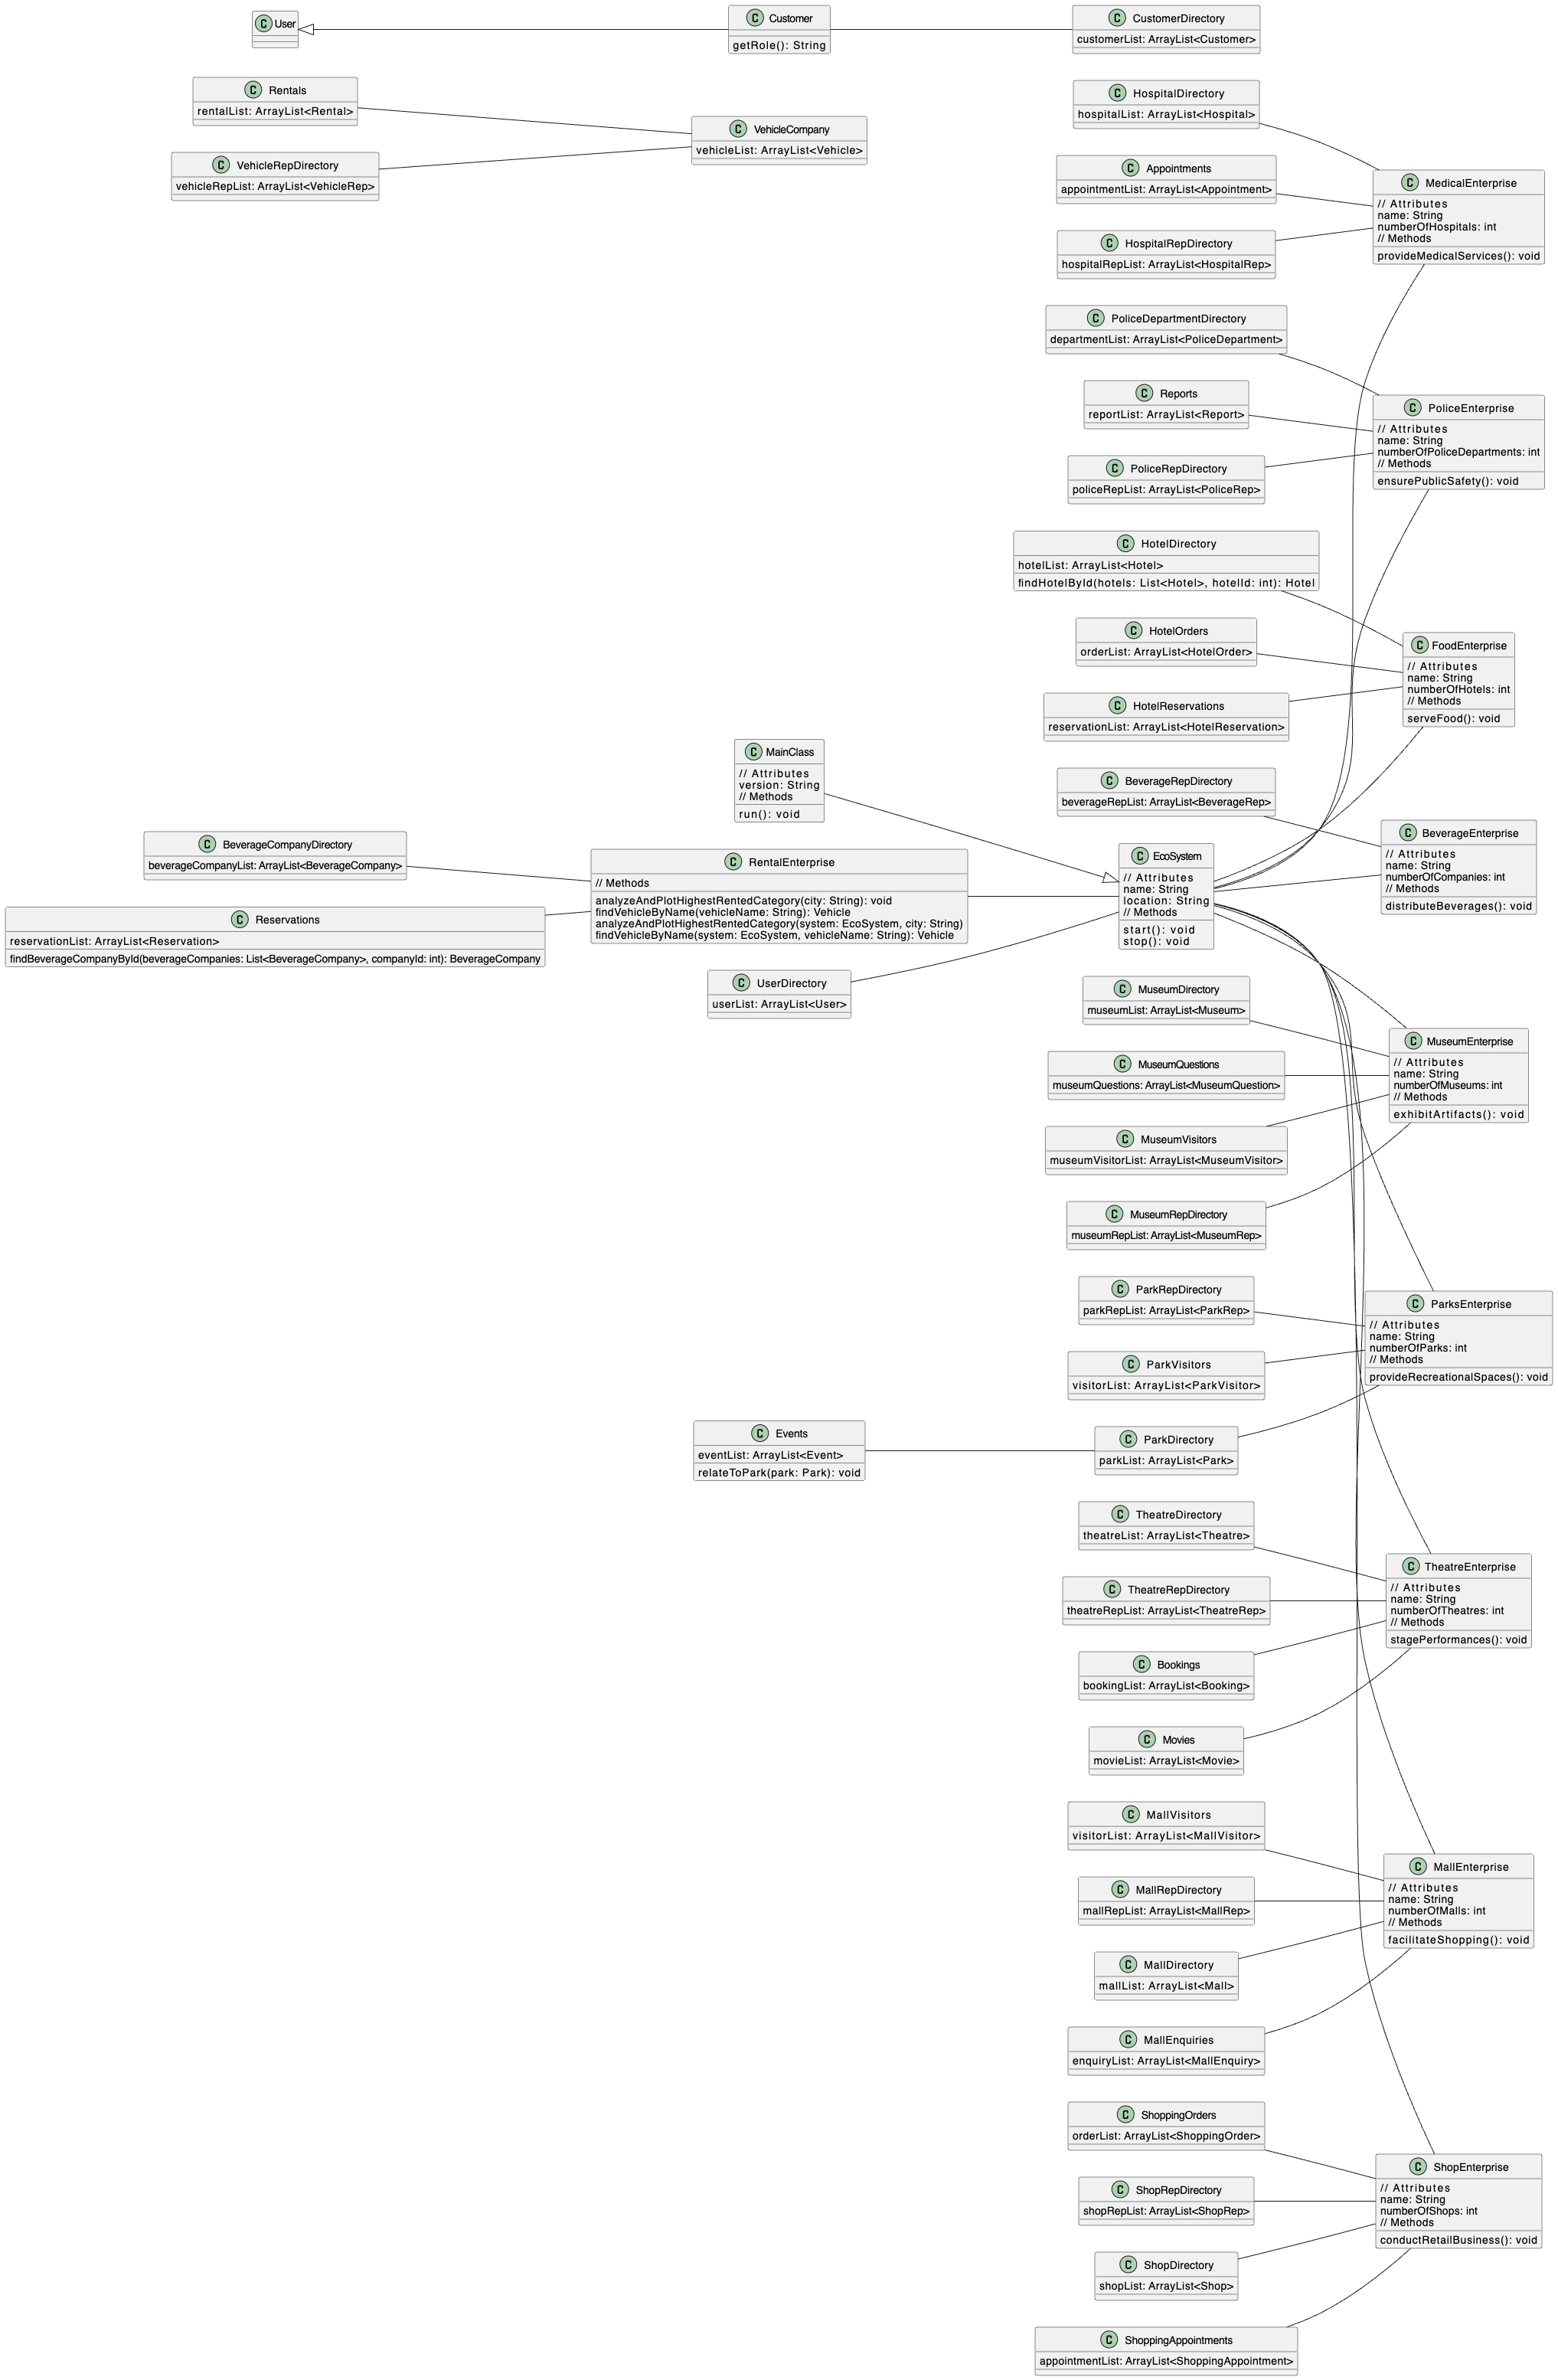 C User
C Customer
getRole(): String
C CustomerDirectory
customerList: ArrayList<Customer>
C Rentals
rentalList: ArrayList<Rental>
C VehicleRepDirectory
vehicleRepList: ArrayList<VehicleRep>
C VehicleCompany
vehicleList: ArrayList<Vehicle>
C HospitalDirectory
hospitalList: ArrayList<Hospital>
C Appointments
appointmentList: ArrayList<Appointment>
C HospitalRepDirectory
hospitalRepList: ArrayList<HospitalRep>
C MedicalEnterprise
// Attributes
name: String
numberOfHospitals: int
// Methods
provideMedicalServices(): void
C PoliceDepartmentDirectory
departmentList: ArrayList<PoliceDepartment>
C Reports
reportList: ArrayList<Report>
C PoliceRepDirectory
policeRepList: ArrayList<PoliceRep>
C PoliceEnterprise
// Attributes
name: String
numberOfPoliceDepartments: int
// Methods
ensurePublicSafety(): void
C HotelDirectory
hotelList: ArrayList<Hotel>
findHotelById(hotels: List<Hotel>, hotelId: int): Hotel
C HotelOrders
orderList: ArrayList<HotelOrder>
C HotelReservations
reservationList: ArrayList<HotelReservation>
C FoodEnterprise
// Attributes
name: String
numberOfHotels: int
// Methods
serveFood(): void
C MainClass
// Attributes
version: String
// Methods
run(): void
C BeverageRepDirectory
beverageRepList: ArrayList<BeverageRep>
C BeverageEnterprise
// Attributes
name: String
numberOfCompanies: int
// Methods
distributeBeverages(): void
C BeverageCompanyDirectory
beverageCompanyList: ArrayList<BeverageCompany>
C Reservations
reservationList: ArrayList<Reservation>
findBeverageCompanyById(beverageCompanies: List<BeverageCompany>, companyId: int): BeverageCompany
C RentalEnterprise
// Methods
analyzeAndPlotHighestRentedCategory(city: String): void
findVehicleByName(vehicleName: String): Vehicle
analyzeAndPlotHighestRentedCategory(system: EcoSystem, city: String)
findVehicleByName(system: EcoSystem, vehicleName: String): Vehicle
C EcoSystem
// Attributes
name: String
location: String
// Methods
start(): void
stop(): void
C UserDirectory
userList: ArrayList<User>
C MuseumDirectory
museumList: ArrayList<Museum>
C MuseumQuestions
museumQuestions: ArrayList<MuseumQuestion>
C MuseumVisitors
museumVisitorList: ArrayList<MuseumVisitor>
C MuseumRepDirectory
museumRepList: ArrayList<MuseumRep>
C MuseumEnterprise
// Attributes
name: String
numberOfMuseums: int
// Methods
exhibitArtifacts(): void
C ParkRepDirectory
parkRepList: ArrayList<ParkRep>
C ParkVisitors
visitorList: ArrayList<ParkVisitor>
C ParksEnterprise
// Attributes
name: String
numberOfParks: int
// Methods
provideRecreationalSpaces(): void
C Events
eventList: ArrayList<Event>
relateToPark(park: Park): void
C ParkDirectory
parkList: ArrayList<Park>
C TheatreDirectory
theatreList: ArrayList<Theatre>
C TheatreRepDirectory
theatreRepList: ArrayList<TheatreRep>
C Bookings
bookingList: ArrayList<Booking>
C Movies
movieList: ArrayList<Movie>
C TheatreEnterprise
// Attributes
name: String
numberOfTheatres: int
// Methods
stagePerformances(): void
C MallVisitors
visitorList: ArrayList<MallVisitor>
C MallRepDirectory
mallRepList: ArrayList<MallRep>
C MallDirectory
mallList: ArrayList<Mall>
C MallEnquiries
enquiryList: ArrayList<MallEnquiry>
C MallEnterprise
// Attributes
name: String
numberOfMalls: int
// Methods
facilitateShopping(): void
C ShoppingOrders
orderList: ArrayList<ShoppingOrder>
C ShopRepDirectory
shopRepList: ArrayList<ShopRep>
C ShopDirectory
shopList: ArrayList<Shop>
C ShoppingAppointments
appointmentList: ArrayList<ShoppingAppointment>
C ShopEnterprise
// Attributes
name: String
numberOfShops: int
// Methods
conductRetailBusiness(): void